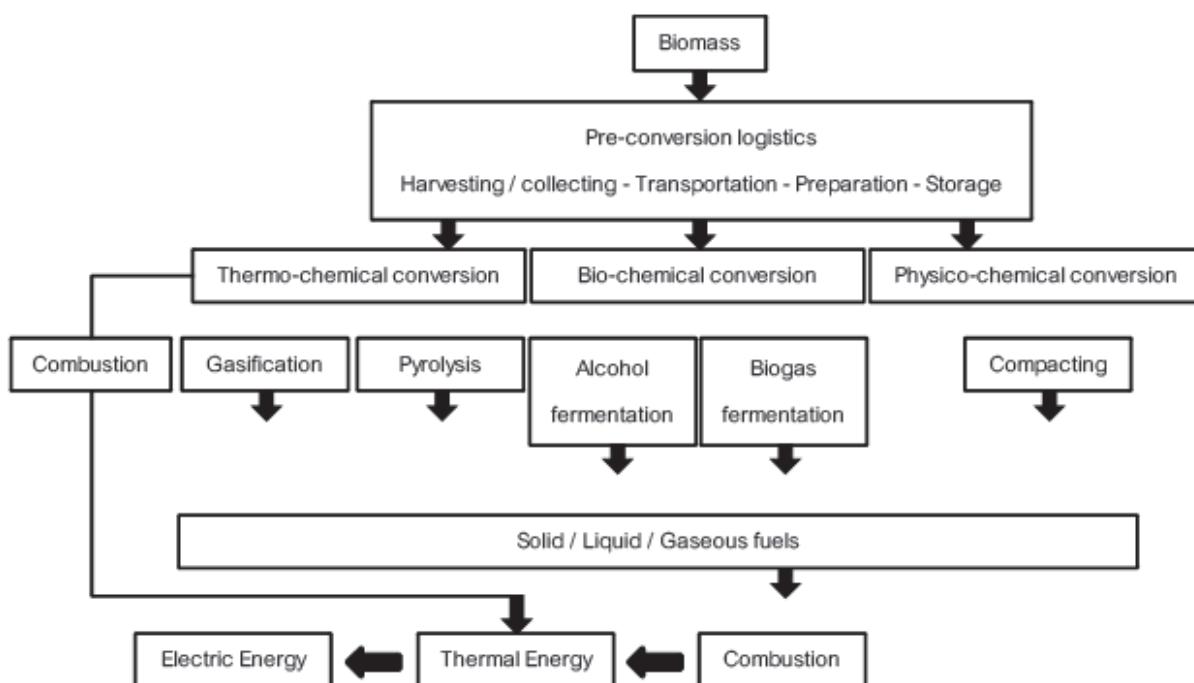 Biomass
Pre-conversion logistics
Harvesting / collecting - Transportation - Preparation - Storage
Thermo-chemical conversion
Bio-chemical conversion
Physico-chemical conversion
Combustion
Gasification
Pyrolysis
Alcohol
fermentation
Biogas
fermentation
Compacting
Solid / Liquid / Gaseous fuels
Electric Energy
Thermal Energy
Combustion